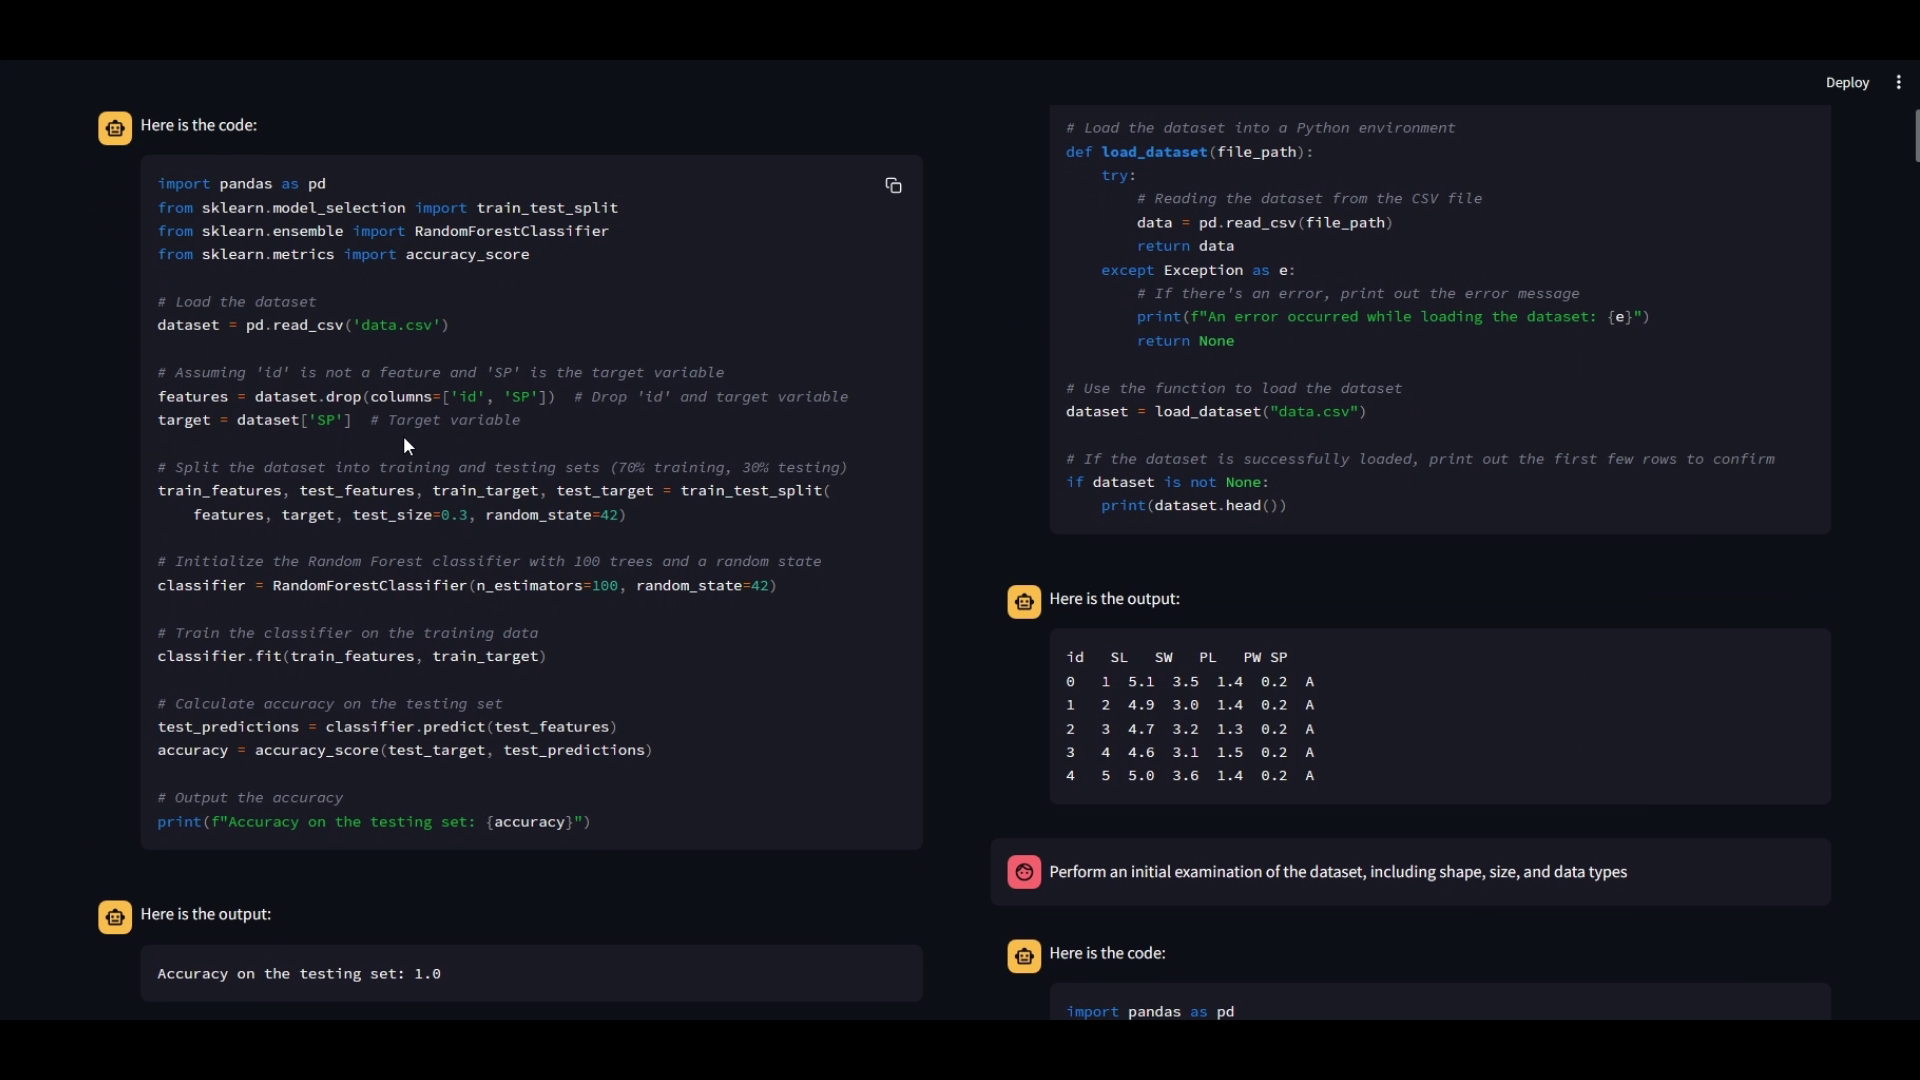 Deploy
Here is the code:
import pandas as pd
from sklearn.model_selection import train_test_split
from sklearn.ensemble import RandomForestClassifier
from sklearn.metrics import accuracy_score
# Load the dataset
dataset = pd.read_csv('data.csv')
# Assuming 'id' is not a feature and 'SP' is the target variable
features = dataset.drop(columns=['id', 'SP'])  # Drop 'id' and target variable
target = dataset['SP']  # Target variable
# Split the dataset into training and testing sets (70% training, 30% testing)
train_features, test_features, train_target, test_target = train_test_split(
    features, target, test_size=0.3, random_state=42)
# Initialize the Random Forest classifier with 100 trees and a random state
classifier = RandomForestClassifier(n_estimators=100, random_state=42)
# Train the classifier on the training data
classifier.fit(train_features, train_target)
# Calculate accuracy on the testing set
test_predictions = classifier.predict(test_features)
accuracy = accuracy_score(test_target, test_predictions)
# Output the accuracy
print(f"Accuracy on the testing set: {accuracy}")
Here is the output:
Accuracy on the testing set: 1.0
# Load the dataset into a Python environment
def load_dataset(file_path):
    try:
        # Reading the dataset from the CSV file
        data = pd.read_csv(file_path)
        return data
    except Exception as e:
        # If there's an error, print out the error message
        print(f"An error occurred while loading the dataset: {e}")
        return None
# Use the function to load the dataset
dataset = load_dataset("data.csv")
# If the dataset is successfully loaded, print out the first few rows to confirm
if dataset is not None:
    print(dataset.head())
Here is the output:
id   SL   SW   PL   PW SP
0   1  5.1  3.5  1.4  0.2  A
1   2  4.9  3.0  1.4  0.2  A
2   3  4.7  3.2  1.3  0.2  A
3   4  4.6  3.1  1.5  0.2  A
4   5  5.0  3.6  1.4  0.2  A
Perform an initial examination of the dataset, including shape, size, and data types
Here is the code:
import pandas as pd